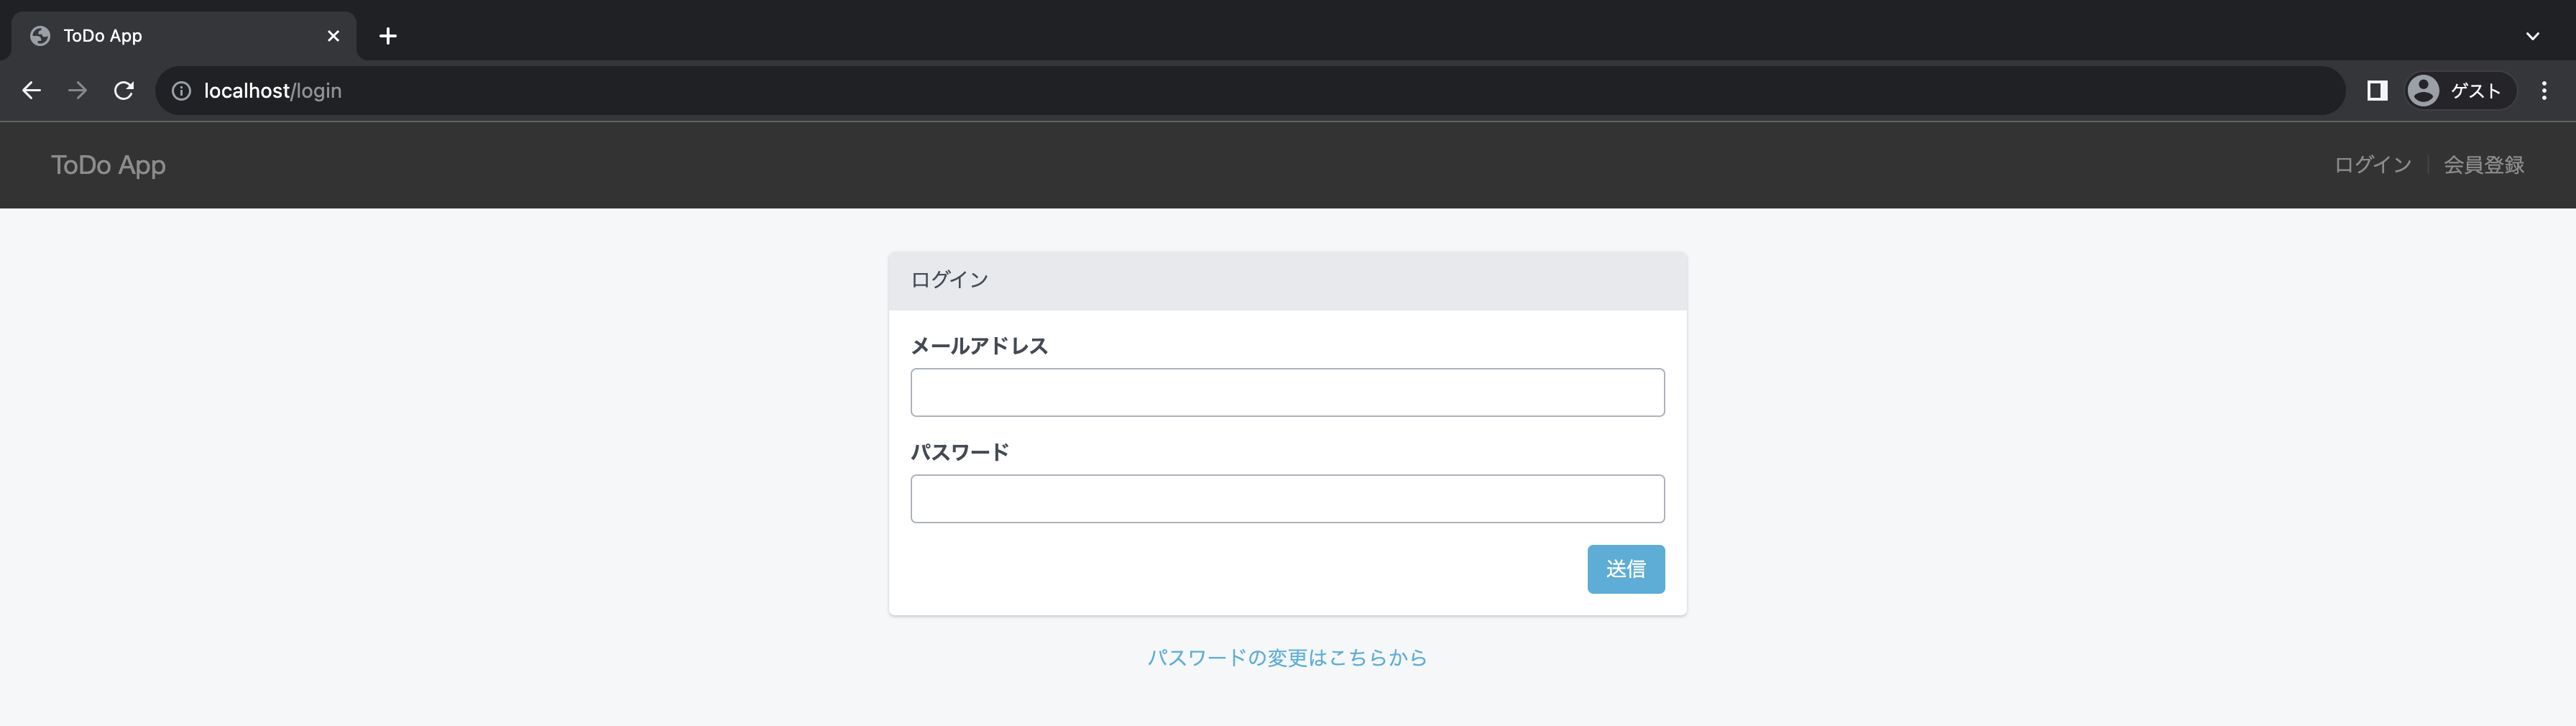 ToDo App
localhost/login
ゲスト
ToDo App
ログイン
会員登録
ログイン
メールアドレス
パスワード
送信
パスワードの変更はこちらから